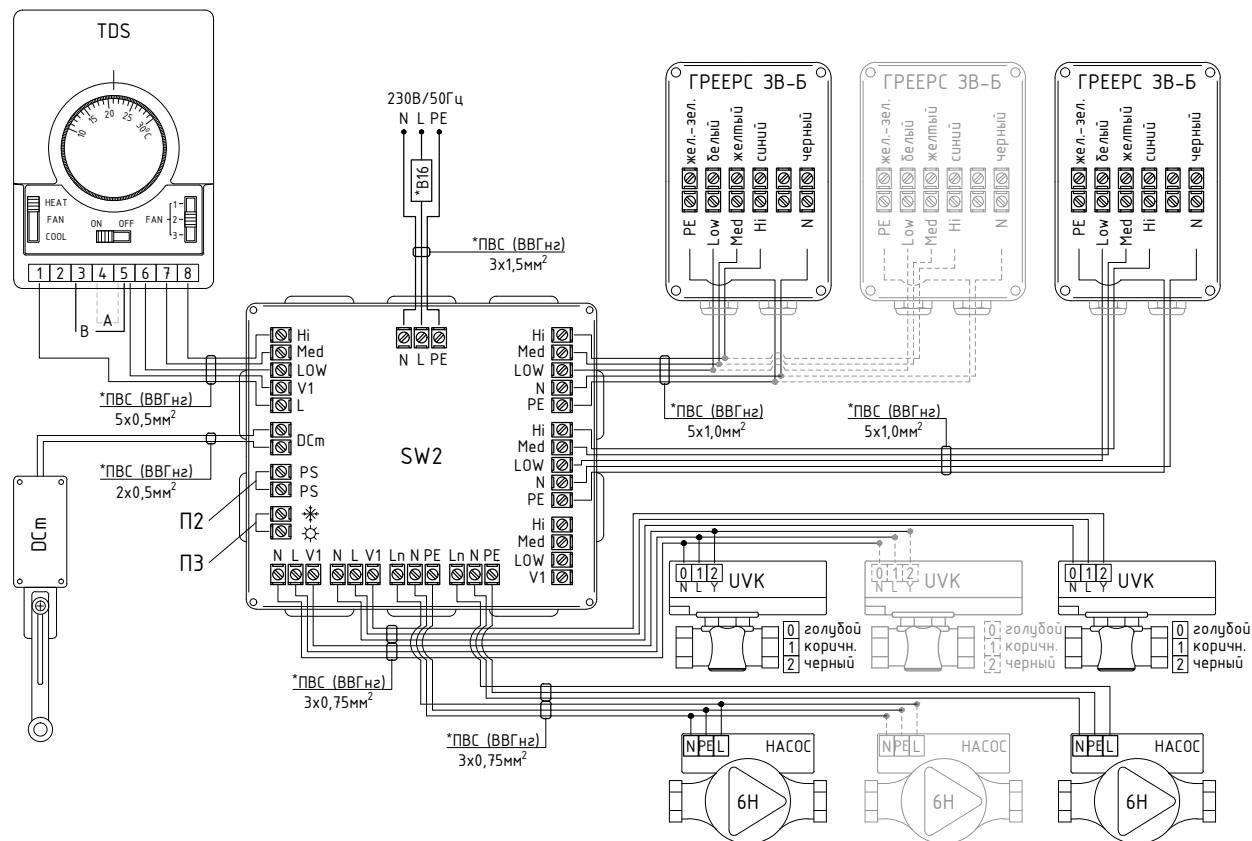 TDS
10 15 20 25 30°C
HEAT
FAN
COOL
ON OFF
FAN
1
2
3
1 2 3 4 5 6 7 8
A
B
230В/50Гц
N L PE
*В16
*ПВС (ВВГнг)
3х1,5мм²
N L PE
*ПВС (ВВГнг)
5х0,5мм²
*ПВС (ВВГнг)
2х0,5мм²
DCm
П2
П3
Hi
Med
LOW
V1
L
DCm
PS
PS
SW2
N L V1 N L V1 Ln N PE Ln N PE
Hi
Med
LOW
N
PE
Hi
Med
LOW
N
PE
Hi
Med
LOW
V1
*ПВС (ВВГнг)
5х1,0мм²
*ПВС (ВВГнг)
5х1,0мм²
*ПВС (ВВГнг)
3х0,75мм²
*ПВС (ВВГнг)
3х0,75мм²
ГРЕЕРС ЗВ-Б
жел.-зел. белый желтый синий черный
PE Low Med Hi N
ГРЕЕРС ЗВ-Б
жел.-зел. белый желтый синий черный
PE Low Med Hi N
ГРЕЕРС ЗВ-Б
жел.-зел. белый желтый синий черный
PE Low Med Hi N
0 1 2
N L Y
UVK
0 голубой
1 коричн.
2 черный
0 1 2
N L Y
UVK
0 голубой
1 коричн.
2 черный
0 1 2
N L Y
UVK
0 голубой
1 коричн.
2 черный
N PE L НАСОС
6Н
N PE L НАСОС
6Н
N PE L НАСОС
6Н